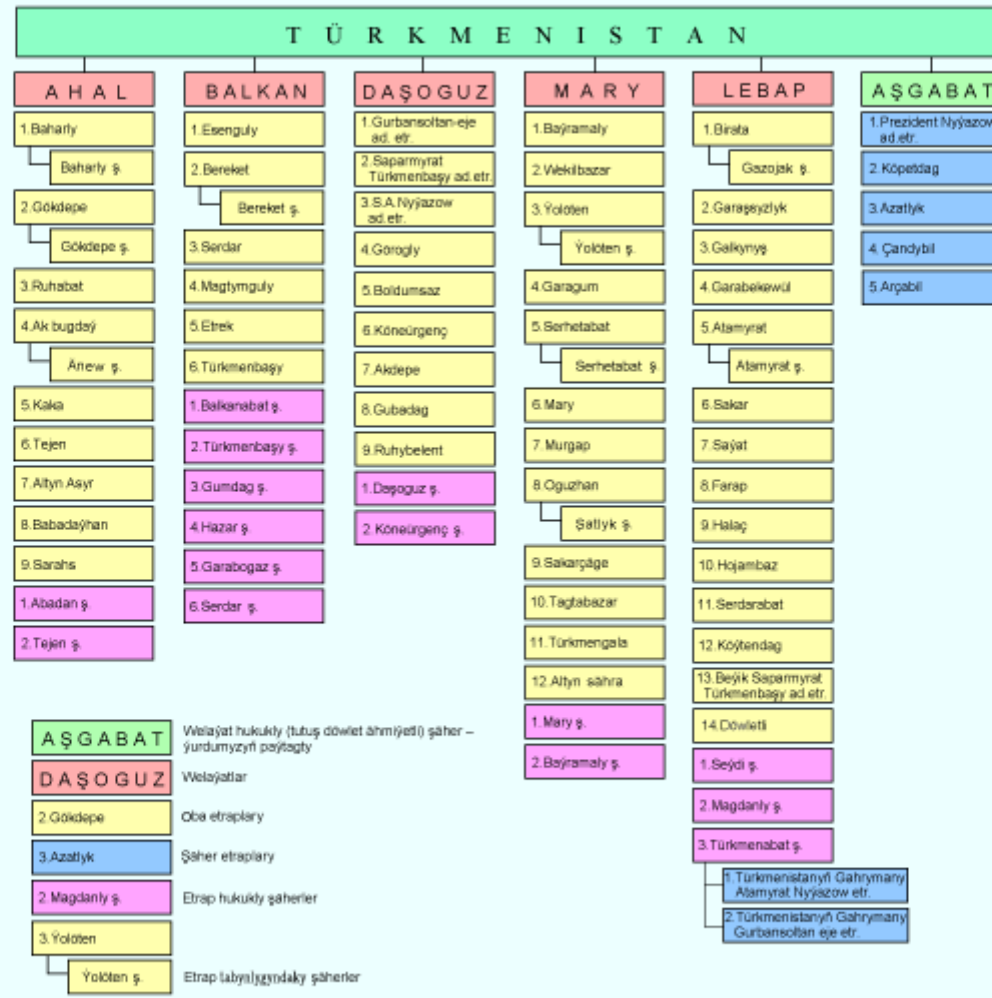 TÜRKMENISTAN
AHAL
1.Baharly
Baharly ş.
2.Gökdepe
Gökdepe ş.
3.Ruhabat
4.Ak bugdaý
Änew ş.
5.Kaka
6.Tejen
7.Altyn Asyr
8.Babadaýhan
9.Sarahs
1.Abadan ş.
2.Tejen ş.
BALKAN
1.Esenguly
2.Bereket
Bereket ş.
3.Serdar
4.Magtymguly
5.Etrek
6.Türkmenbaşy
1.Balkanabat ş.
2.Türkmenbaşy ş.
3.Gumdag ş.
4.Hazar ş.
5.Garabogaz ş.
6.Serdar ş.
DAŞOGUZ
1.Gurbansoltan-eje
ad. etr.
2.Saparmyrat
Türkmenbaşy ad.etr.
3.S.A.Nyýazow
ad.etr.
4.Görogly
5.Boldumsaz
6.Köneürgenç
7.Akdepe
8.Gubadag
9.Ruhybelent
1.Daşoguz ş.
2.Köneürgenç ş.
MARY
1.Baýramaly
2.Wekilbazar
3.Ýolöten
Ýolöten ş.
4.Garagum
5.Serhetabat
Serhetabat ş.
6.Mary
7.Murgap
8.Oguzhan
Şatlyk ş.
9.Sakarçäge
10.Tagtabazar
11.Türkmengala
12.Altyn sähra
1.Mary ş.
2.Baýramaly ş.
LEBAP
1.Birata
Gazojak ş.
2.Garaşsyzlyk
3.Galkynyş
4.Garabekewül
5.Atamyrat
Atamyrat ş.
6.Sakar
7.Saýat
8.Farap
9.Halaç
10.Hojambaz
11.Serdarabat
12.Köýtendag
13.Beýik Saparmyrat
Türkmenbaşy ad.etr.
14.Döwletli
1.Seýdi ş.
2.Magdanly ş.
3.Türkmenabat ş.
1.Türkmenistanyň Gahrymany
Atamyrat Nyýazow etr.
2.Türkmenistanyň Gahrymany
Gurbansoltan eje etr.
AŞGABAT
1.Prezident Nyýazow
ad.etr.
2.Köpetdag
3.Azatlyk
4.Çandybil
5.Arçabil
AŞGABAT
Welaýat hukukly (tutuş döwlet ähmiýetli) şäher –
ýurdumyzyň paýtagty
DAŞOGUZ
Welaýatlar
2.Gökdepe
Oba etraplary
3.Azatlyk
Şäher etraplary
2.Magdanly ş.
Etrap hukukly şäherler
3.Ýolöten
Ýolöten ş.
Etrap tabynlygyndaky şäherler